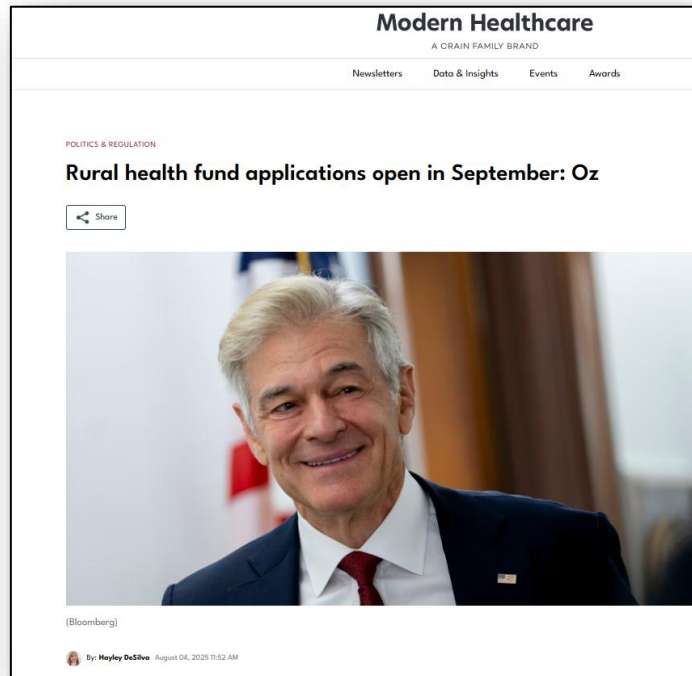 Modern Healthcare
A CRAIN FAMILY BRAND
Newsletters Data & Insights Events Awards
POLITICS & REGULATION
Rural health fund applications open in September: Oz
Share
(Bloomberg)
By: Hayley DeSilva August 04, 2025 11:52 AM